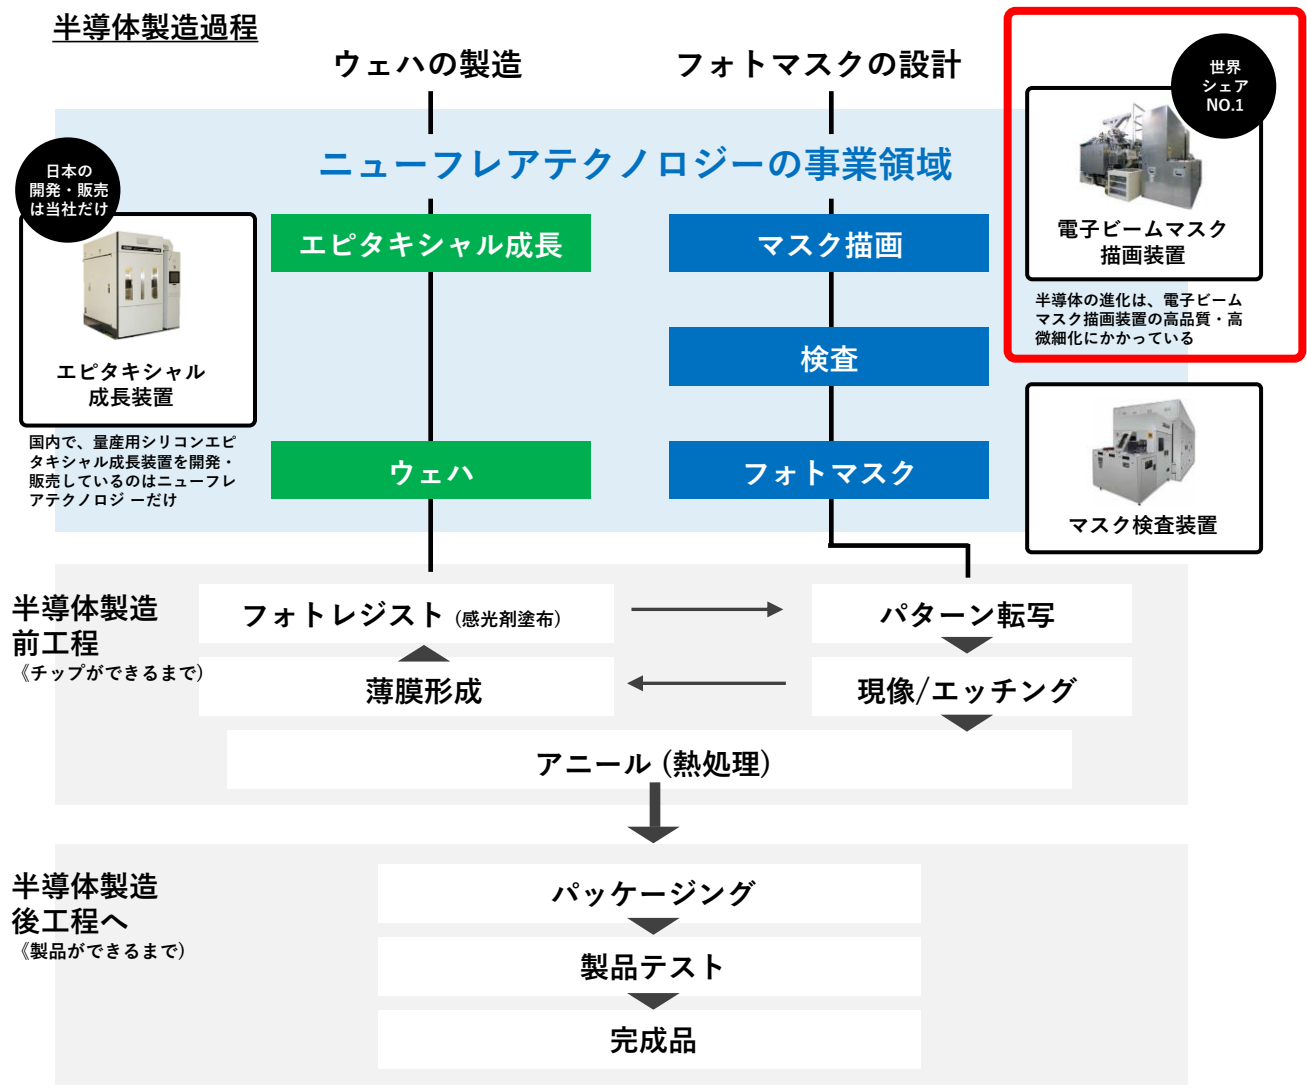 半導体製造過程
ウェハの製造
フォトマスクの設計
世界
シェア
NO.1
ニューフレアテクノロジーの事業領域
日本の
開発・販売
は当社だけ
エピタキシャル
成長装置
国内で、量産用シリコンエピ
タキシャル成長装置を開発・
販売しているのはニューフレ
アテクノロジ ーだけ
エピタキシャル成長
ウェハ
マスク描画
検査
フォトマスク
電子ビームマスク
描画装置
半導体の進化は、電子ビーム
マスク描画装置の高品質・高
微細化にかかっている
マスク検査装置
半導体製造
前工程
《チップができるまで)
フォトレジスト (感光剤塗布)
パターン転写
薄膜形成
現像/エッチング
アニール (熱処理)
半導体製造
後工程へ
《製品ができるまで)
パッケージング
製品テスト
完成品